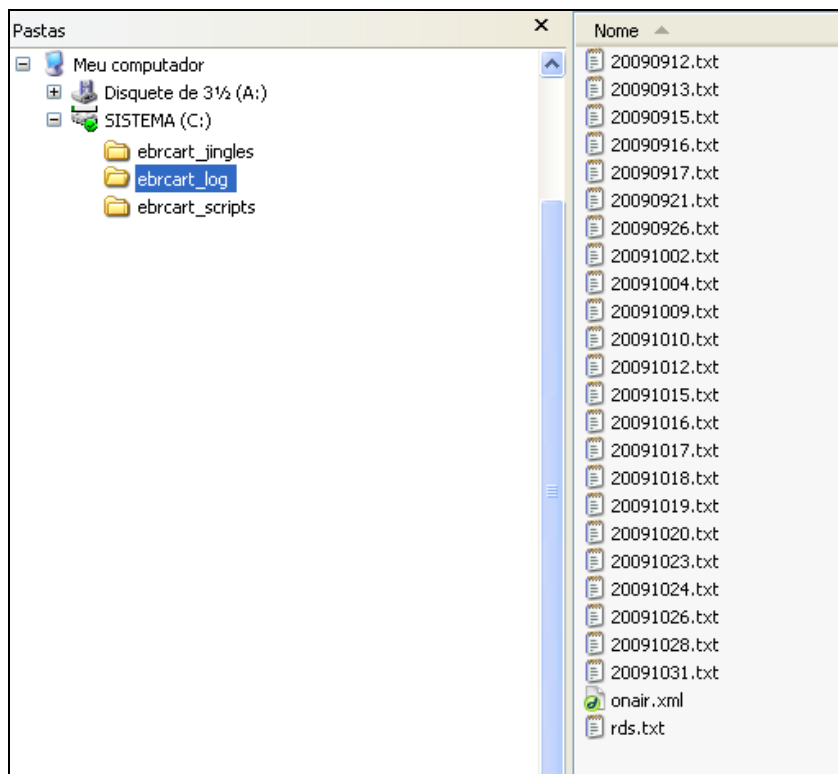 Pastas
Meu computador
Disquete de 3½ (A:)
SISTEMA (C:)
ebrcart_jingles
ebrcart_log
ebrcart_scripts
Nome
20090912.txt
20090913.txt
20090915.txt
20090916.txt
20090917.txt
20090921.txt
20090926.txt
20091002.txt
20091004.txt
20091009.txt
20091010.txt
20091012.txt
20091015.txt
20091016.txt
20091017.txt
20091018.txt
20091019.txt
20091020.txt
20091023.txt
20091024.txt
20091026.txt
20091028.txt
20091031.txt
onair.xml
rds.txt